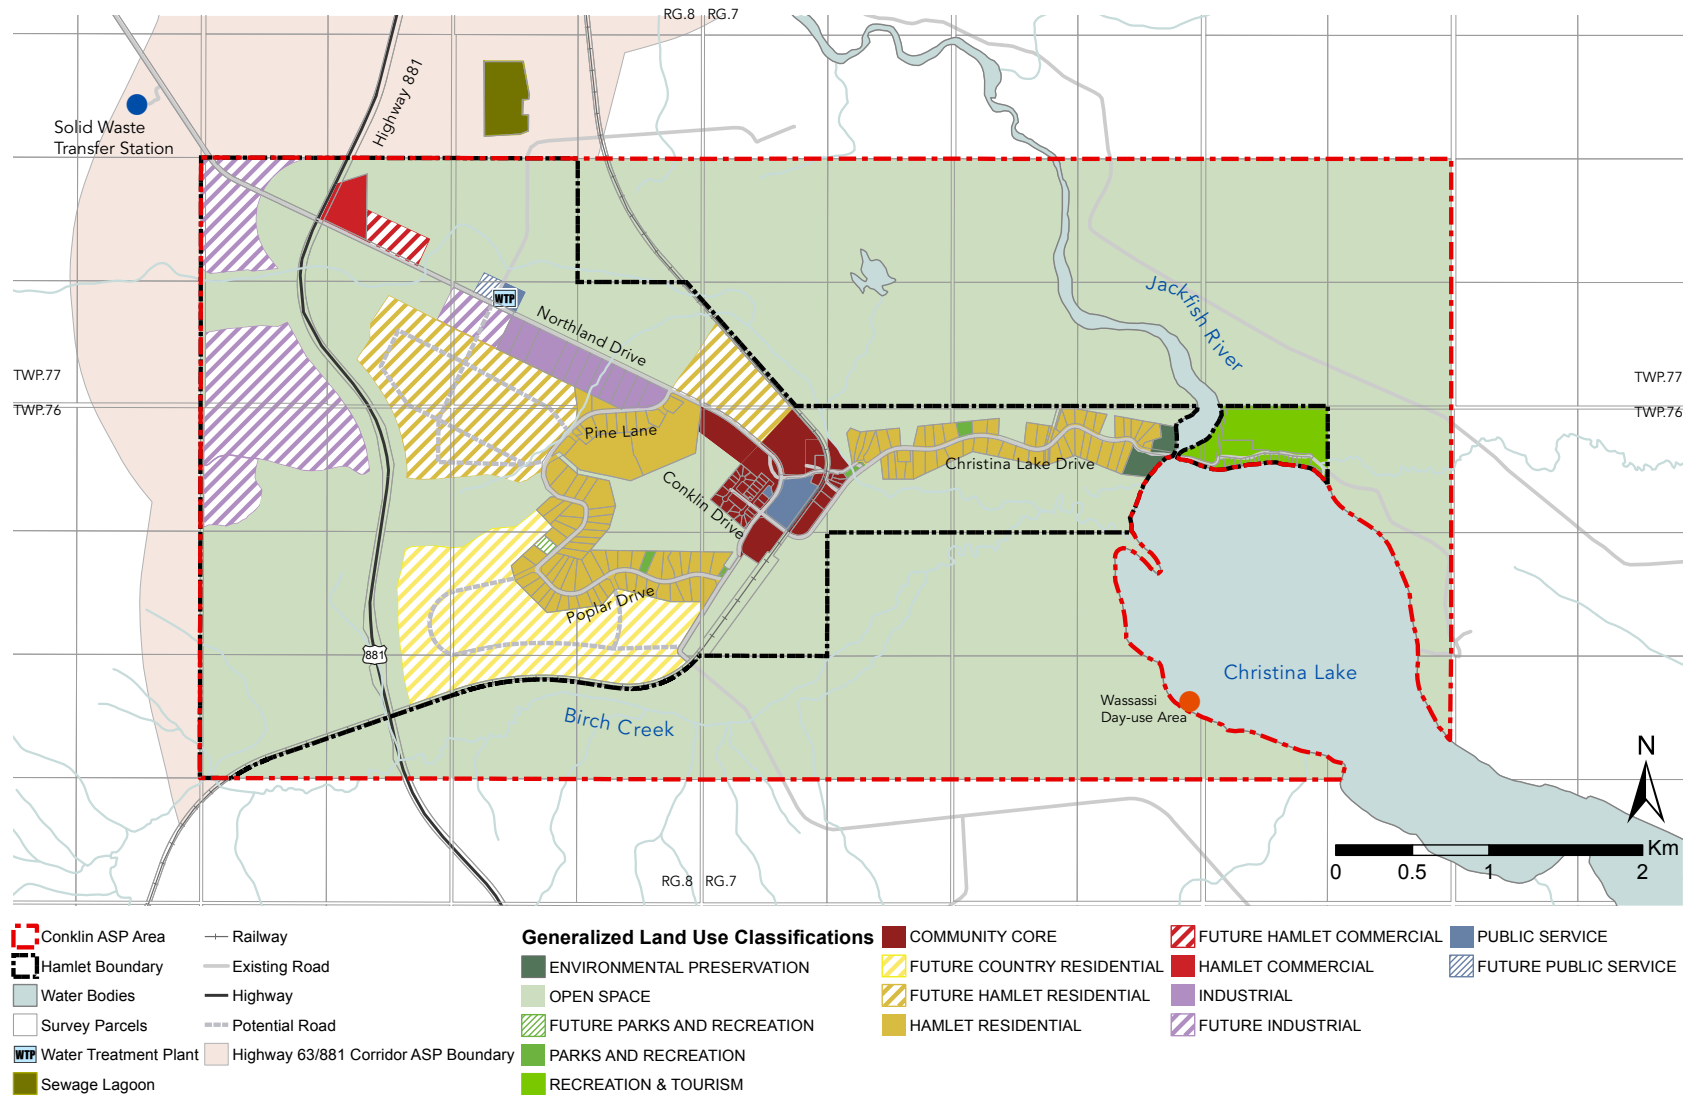 RG.8 RG.7
Highway 881
Solid Waste
Transfer Station
WTP
Northland Drive
Jackfish River
TWP.77
TWP.76
TWP.77
TWP.76
Pine Lane
Christina Lake Drive
Conklin Drive
Poplar Drive
881
Christina Lake
Wassassi
Day-use Area
Birch Creek
N
Km
0 0.5 1 2
RG.8 RG.7
Conklin ASP Area
Hamlet Boundary
Water Bodies
Survey Parcels
WTP Water Treatment Plant
Sewage Lagoon
Railway
Existing Road
Highway
Potential Road
Highway 63/881 Corridor ASP Boundary
Generalized Land Use Classifications
ENVIRONMENTAL PRESERVATION
OPEN SPACE
FUTURE PARKS AND RECREATION
PARKS AND RECREATION
RECREATION & TOURISM
COMMUNITY CORE
FUTURE COUNTRY RESIDENTIAL
FUTURE HAMLET RESIDENTIAL
HAMLET RESIDENTIAL
FUTURE HAMLET COMMERCIAL
HAMLET COMMERCIAL
INDUSTRIAL
FUTURE INDUSTRIAL
PUBLIC SERVICE
FUTURE PUBLIC SERVICE